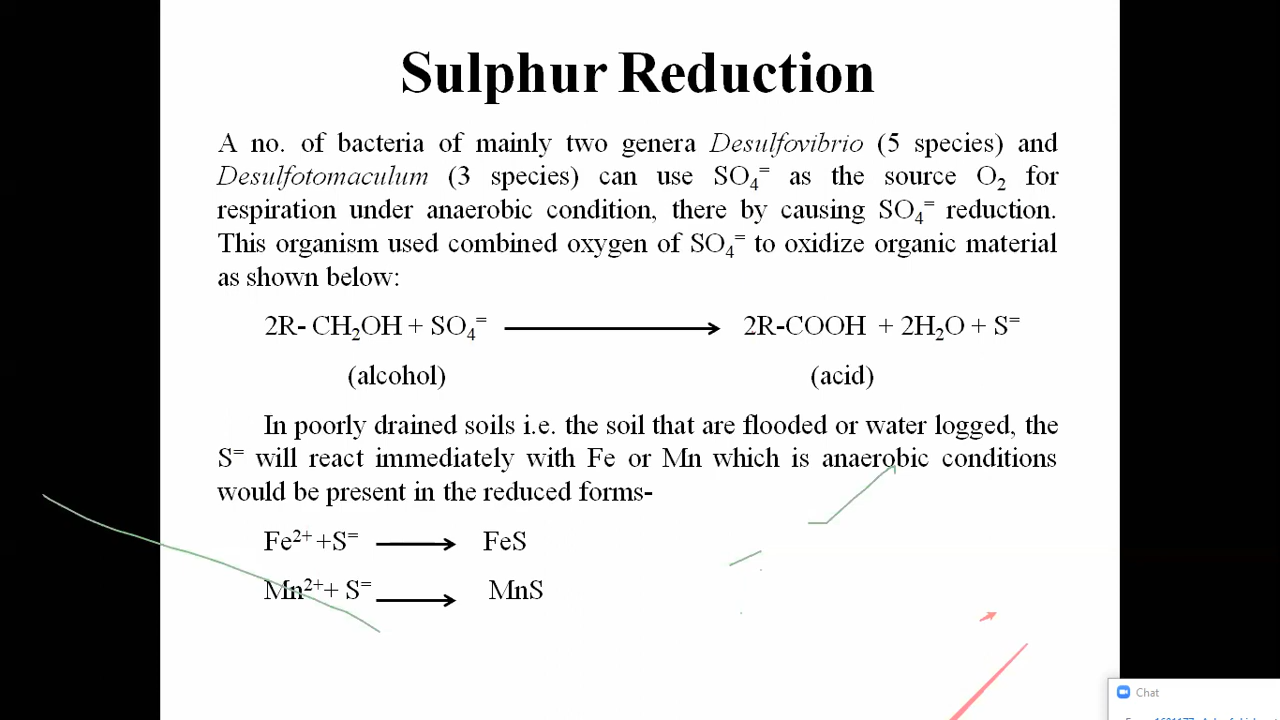 Sulphur Reduction
A no. of bacteria of mainly two genera Desulfovibrio (5 species) and
Desulfotomaculum (3 species) can use SO₄⁼ as the source O₂ for
respiration under anaerobic condition, there by causing SO₄⁼ reduction.
This organism used combined oxygen of SO₄⁼ to oxidize organic material
as shown below:
2R- CH₂OH + SO₄⁼ ⟶ 2R-COOH + 2H₂O + S⁼
(alcohol) (acid)
In poorly drained soils i.e. the soil that are flooded or water logged, the
S⁼ will react immediately with Fe or Mn which is anaerobic conditions
would be present in the reduced forms-
Fe²⁺ +S⁼ ⟶ FeS
Mn²⁺+ S⁼ ⟶ MnS
Chat